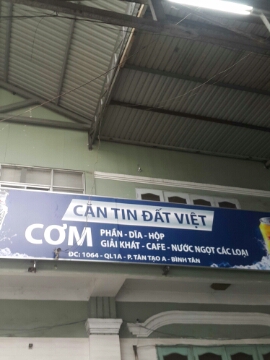 CĂN TIN ĐẤT VIỆT
CƠM
PHẦN - DĨA - HỘP
GIẢI KHÁT - CAFE - NƯỚC NGỌT CÁC LOẠI
ĐC: 1064 - QL1A - P. TÂN TẠO A - BÌNH TÂN